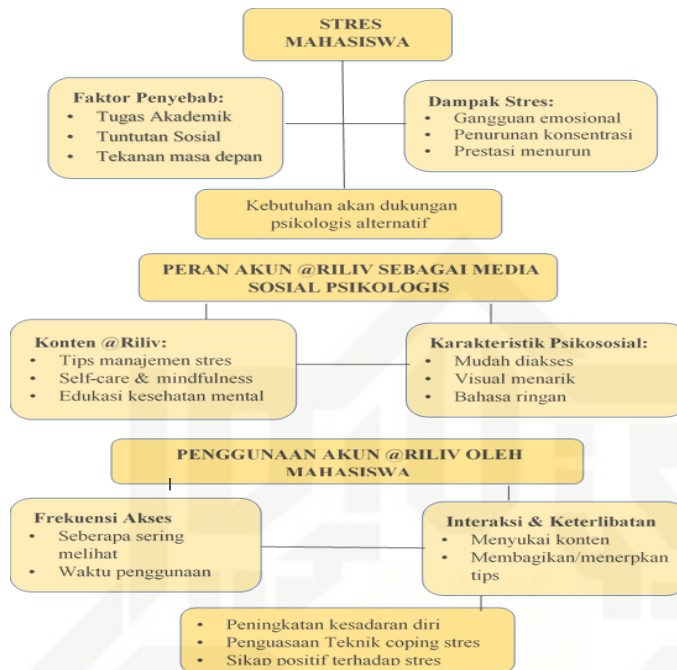 STRES
MAHASISWA
Faktor Penyebab:
• Tugas Akademik
• Tuntutan Sosial
• Tekanan masa depan
Dampak Stres:
• Gangguan emosional
• Penurunan konsentrasi
• Prestasi menurun
Kebutuhan akan dukungan
psikologis alternatif
PERAN AKUN @RILIV SEBAGAI MEDIA
SOSIAL PSIKOLOGIS
Konten @Riliv:
• Tips manajemen stres
• Self-care & mindfulness
• Edukasi kesehatan mental
Karakteristik Psikososial:
• Mudah diakses
• Visual menarik
• Bahasa ringan
PENGGUNAAN AKUN @RILIV OLEH
MAHASISWA
Frekuensi Akses
• Seberapa sering
melihat
• Waktu penggunaan
Interaksi & Keterlibatan
• Menyukai konten
• Membagikan/menerpkan
tips
• Peningkatan kesadaran diri
• Penguasaan Teknik coping stres
• Sikap positif terhadap stres